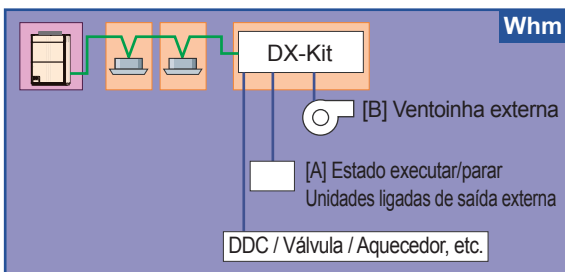 Whm
DX-Kit
[B] Ventoinha externa
[A] Estado executar/parar
Unidades ligadas de saída externa
DDC / Válvula / Aquecedor, etc.